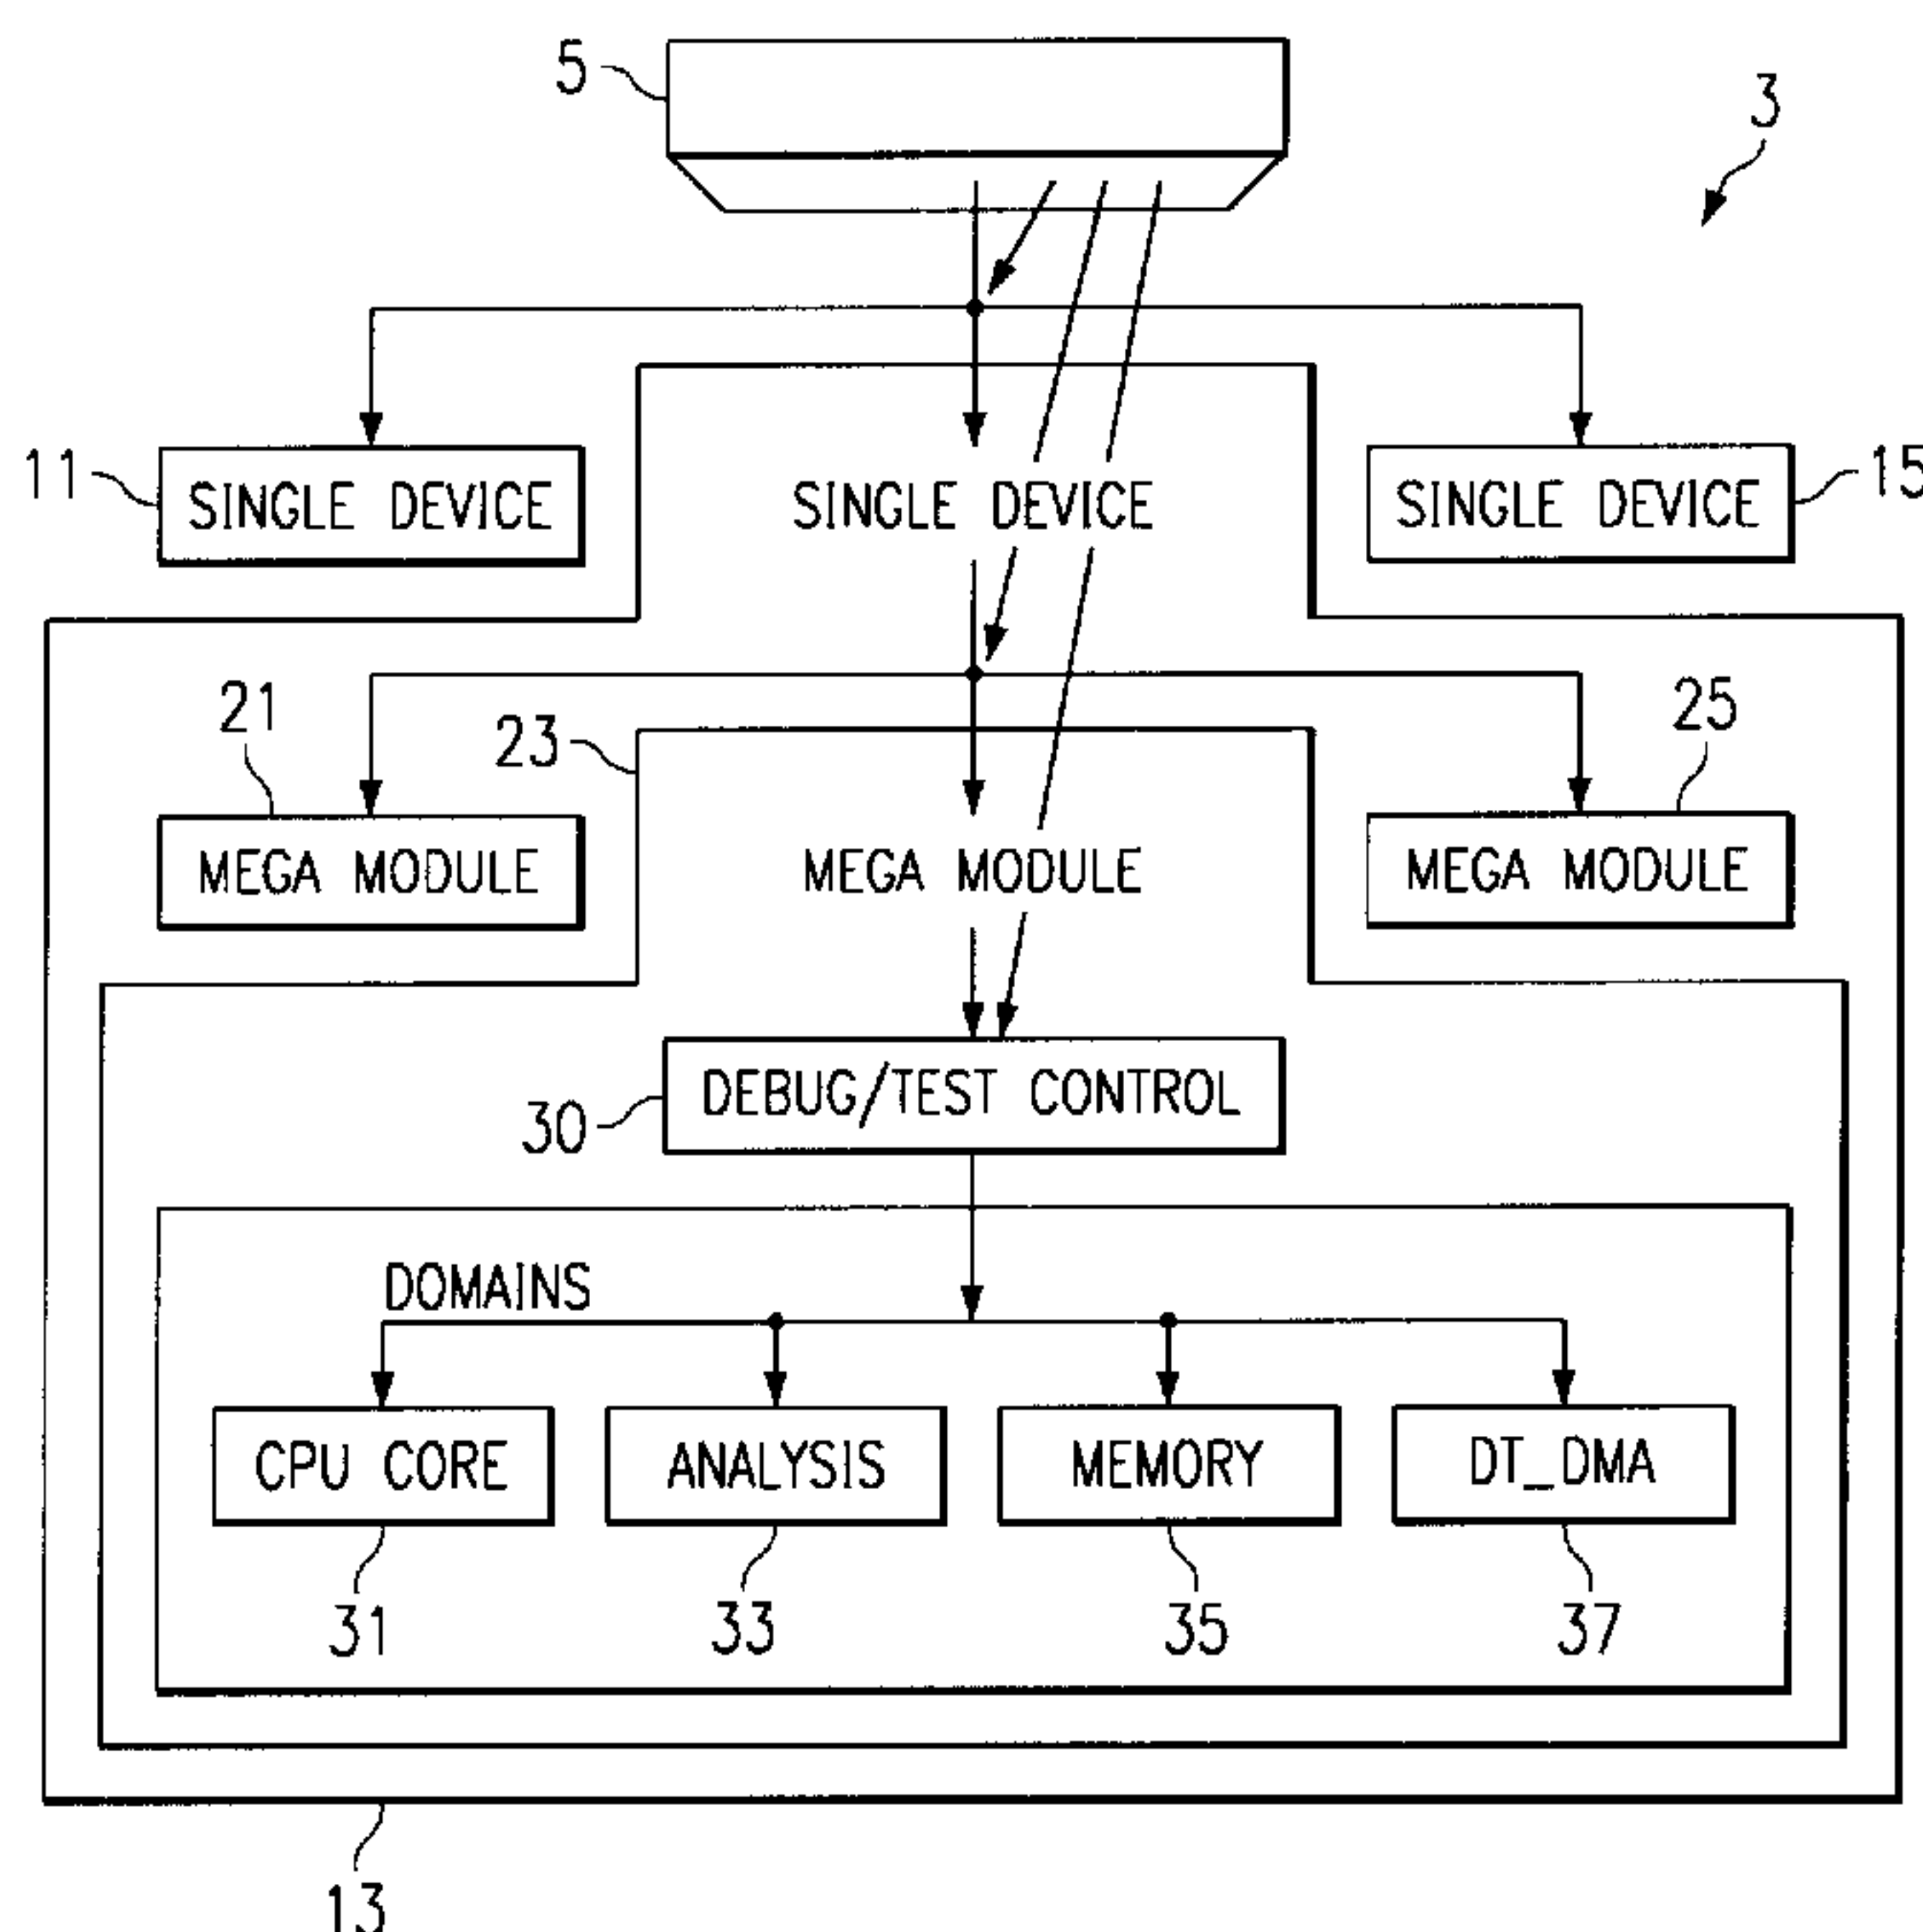 5
3
11
SINGLE DEVICE
SINGLE DEVICE
SINGLE DEVICE
15
21
23
25
MEGA MODULE
MEGA MODULE
MEGA MODULE
30
DEBUG/TEST CONTROL
DOMAINS
CPU CORE
ANALYSIS
MEMORY
DT_DMA
31
33
35
37
13